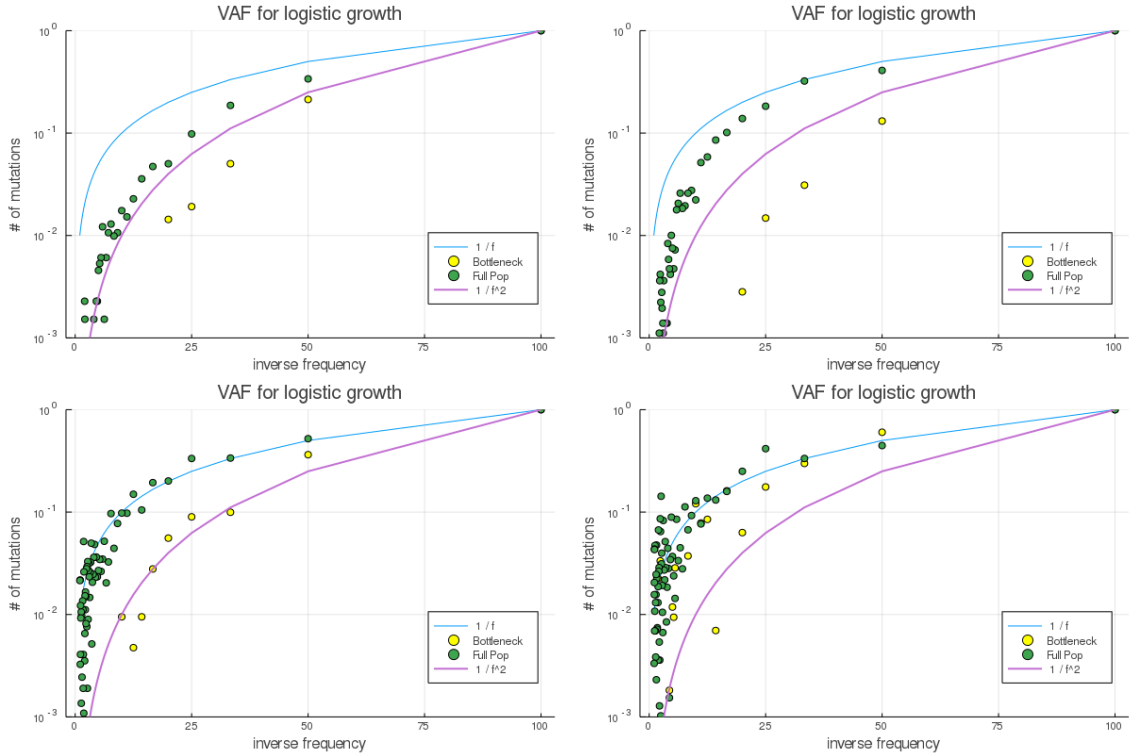 VAF for logistic growth
10^0
10^-1
10^-2
10^-3
# of mutations
1 / f
Bottleneck
Full Pop
1 / f^2
0 25 50 75 100
inverse frequency
VAF for logistic growth
10^0
10^-1
10^-2
10^-3
# of mutations
1 / f
Bottleneck
Full Pop
1 / f^2
0 25 50 75 100
inverse frequency
VAF for logistic growth
10^0
10^-1
10^-2
10^-3
# of mutations
1 / f
Bottleneck
Full Pop
1 / f^2
0 25 50 75 100
inverse frequency
VAF for logistic growth
10^0
10^-1
10^-2
10^-3
# of mutations
1 / f
Bottleneck
Full Pop
1 / f^2
0 25 50 75 100
inverse frequency